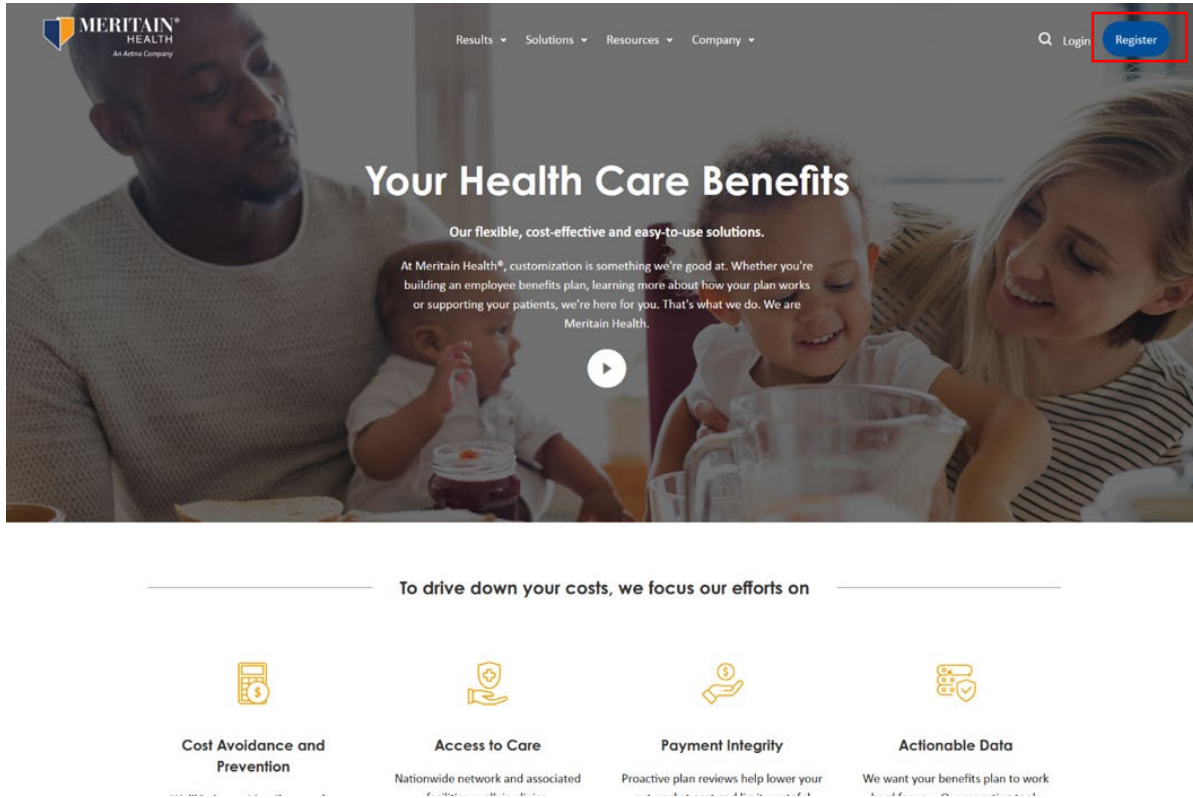 MERITAIN®
HEALTH
An Aetna Company
Results
Solutions
Resources
Company
Login
Register
Your Health Care Benefits
Our flexible, cost-effective and easy-to-use solutions.
At Meritain Health®, customization is something we're good at. Whether you're
building an employee benefits plan, learning more about how your plan works
or supporting your patients, we're here for you. That's what we do. We are
Meritain Health.
To drive down your costs, we focus our efforts on
Cost Avoidance and
Prevention
Access to Care
Nationwide network and associated
Payment Integrity
Proactive plan reviews help lower your
Actionable Data
We want your benefits plan to work